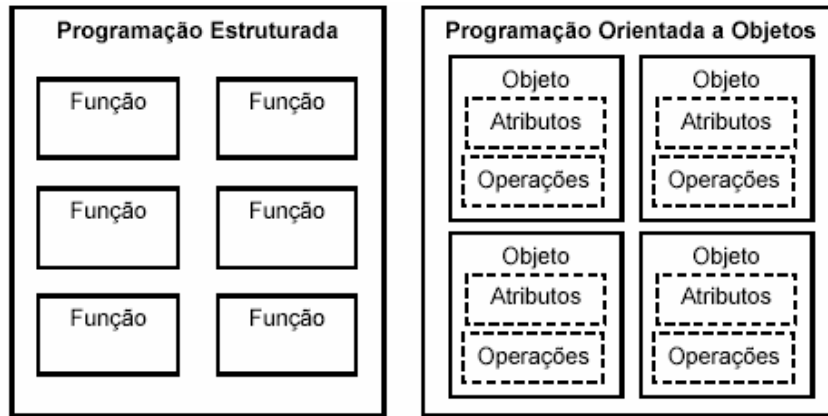 Programação Estruturada
Função Função
Função Função
Função Função
Programação Orientada a Objetos
Objeto Objeto
Atributos Atributos
Operações Operações
Objeto Objeto
Atributos Atributos
Operações Operações